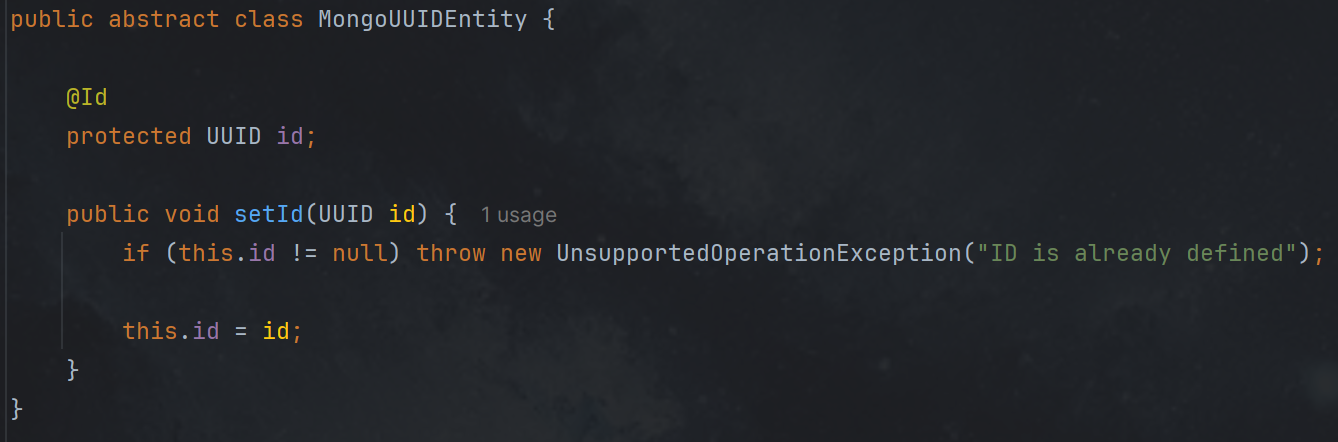 public abstract class MongoUUIDEntity {
@Id
protected UUID id;
public void setId(UUID id) { 1 usage
if (this.id != null) throw new UnsupportedOperationException("ID is already defined");
this.id = id;
}
}